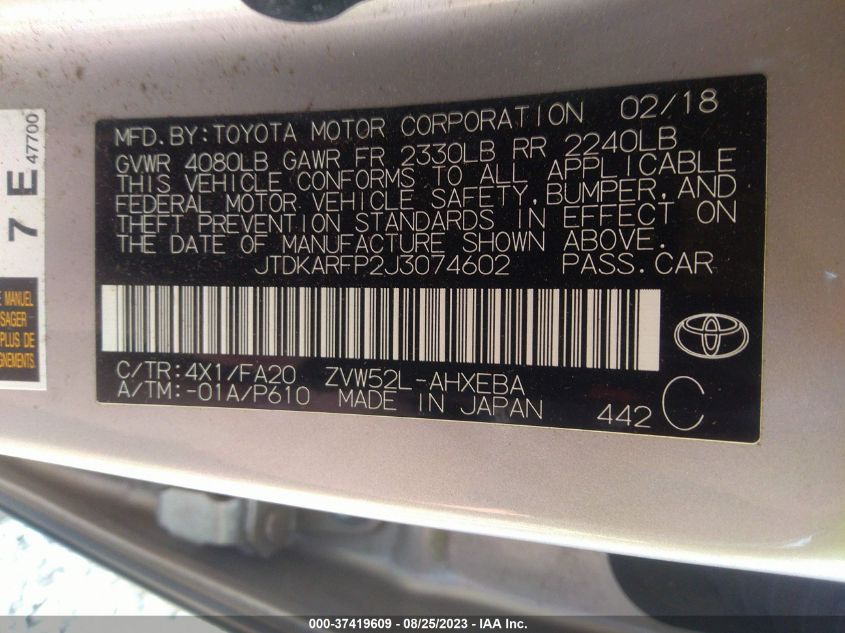 7 E 47700
E MANUEL
SAGER
PLUS DE
GNEMENTS.
MFD. BY: TOYOTA MOTOR CORPORATION 02/18
GVWR 4080LB GAWR FR 2330LB RR 2240LB
THIS VEHICLE CONFORMS TO ALL APPLICABLE
FEDERAL MOTOR VEHICLE SAFETY, BUMPER, AND
THEFT PREVENTION STANDARDS IN EFFECT ON
THE DATE OF MANUFACTURE SHOWN ABOVE.
JTDKARFP2J3074602 PASS. CAR
C/TR: 4X1/FA20 ZVW52L-AHXEBA
A/TM: -01A/P610 MADE IN JAPAN 442 C
000-37419609 - 08/25/2023 - IAA Inc.